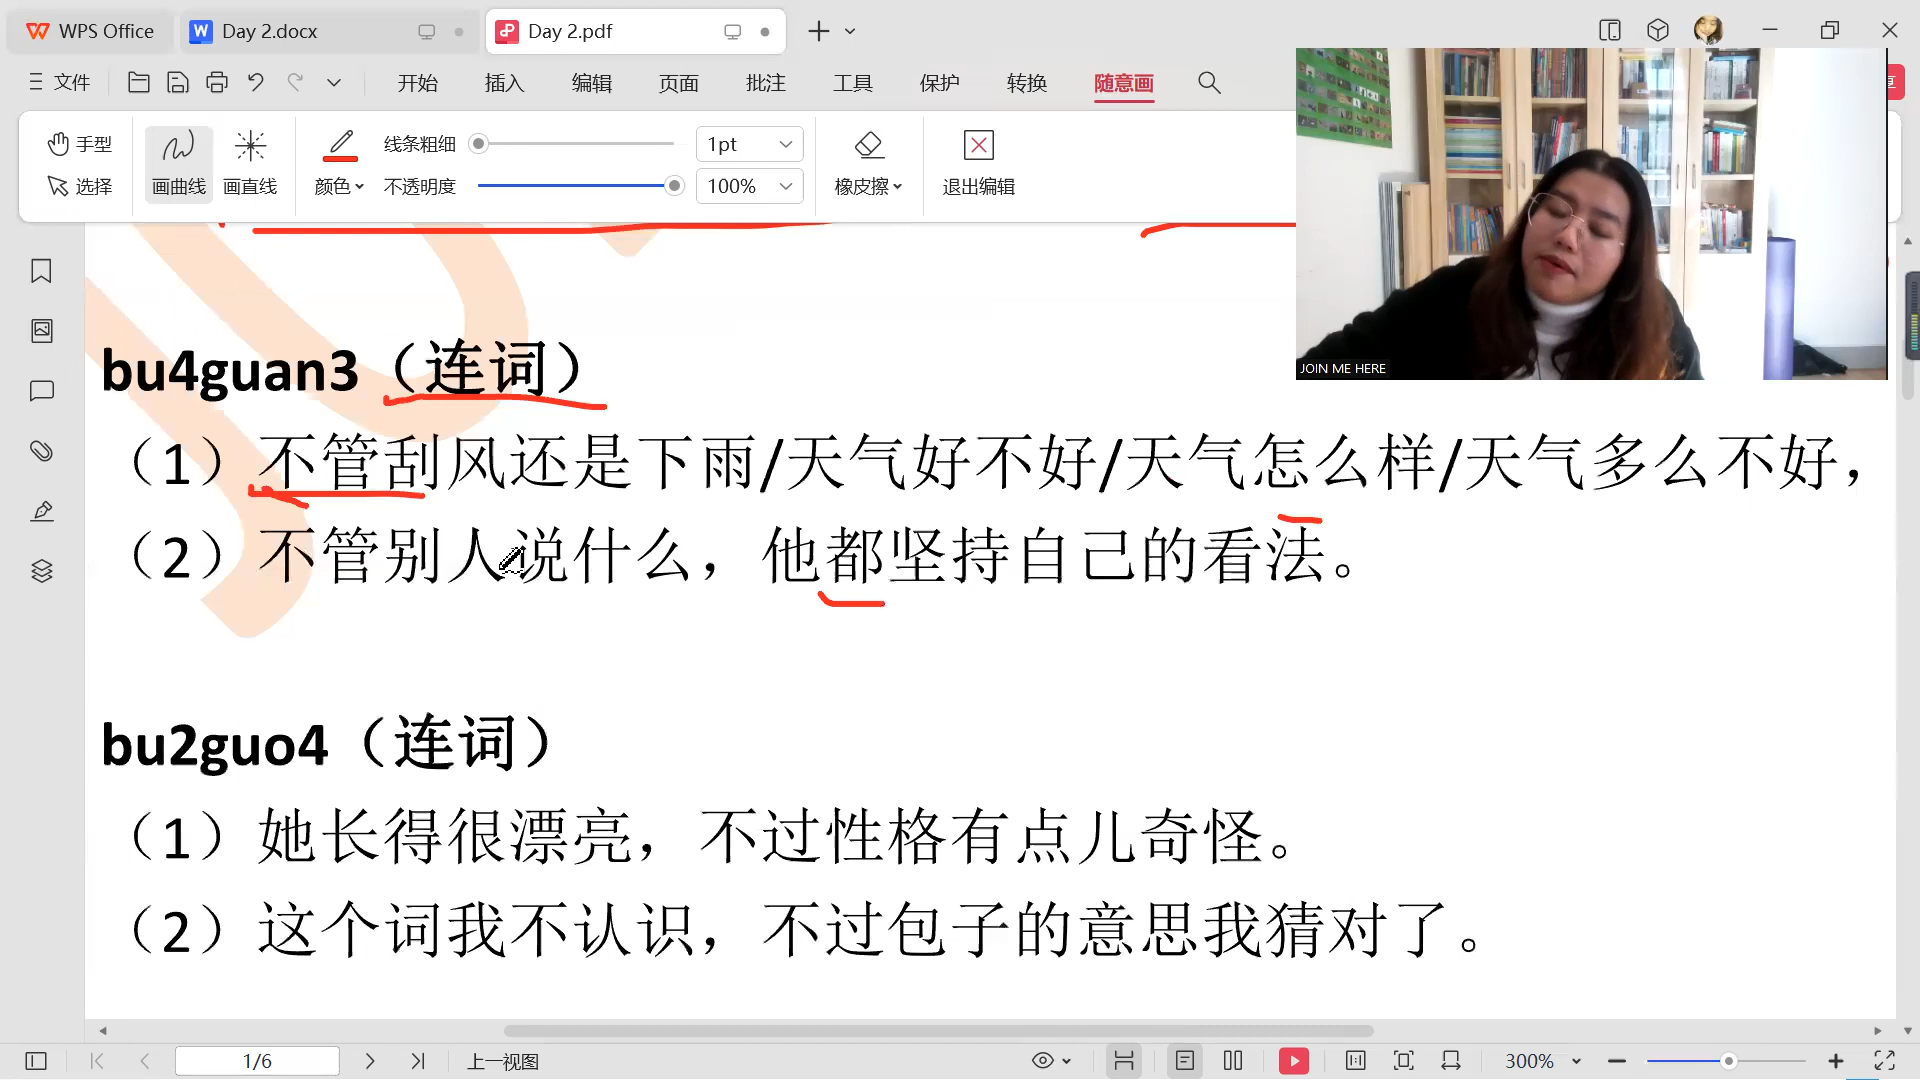 WPS Office
Day 2.docx
Day 2.pdf
文件 开始 插入 编辑 页面 批注 工具 保护 转换 随意画
手型 线条粗细 1pt
选择 画曲线 画直线 颜色 不透明度 100% 橡皮擦 退出编辑
JOIN ME HERE
bu4guan3（连词）
（1）不管刮风还是下雨/天气好不好/天气怎么样/天气多么不好，
（2）不管别人说什么，他都坚持自己的看法。
bu2guo4（连词）
（1）她长得很漂亮，不过性格有点儿奇怪。
（2）这个词我不认识，不过包子的意思我猜对了。
1/6 上一视图 300%